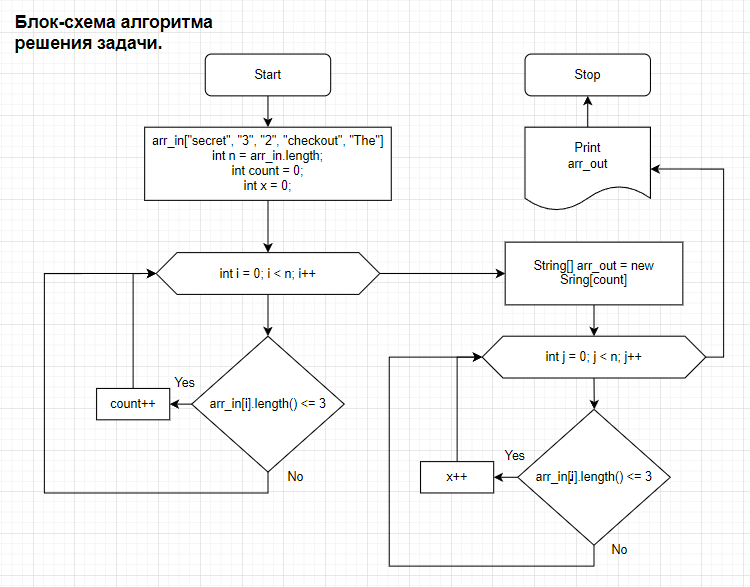 Блок-схема алгоритма
решения задачи.
Start
arr_in["secret", "3", "2", "checkout", "The"]
int n = arr_in.length;
int count = 0;
int x = 0;
int i = 0; i < n; i++
Yes
arr_in[i].length() <= 3
count++
No
Stop
Print
arr_out
String[] arr_out = new
Sring[count]
int j = 0; j < n; j++
Yes
arr_in[j].length() <= 3
x++
No